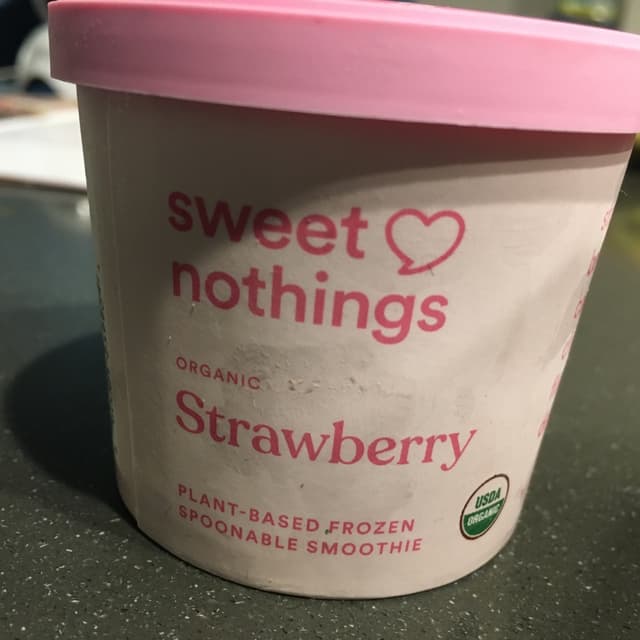 sweet
nothings
ORGANIC
Strawberry
PLANT-BASED FROZEN
SPOONABLE SMOOTHIE
USDA
ORGANIC